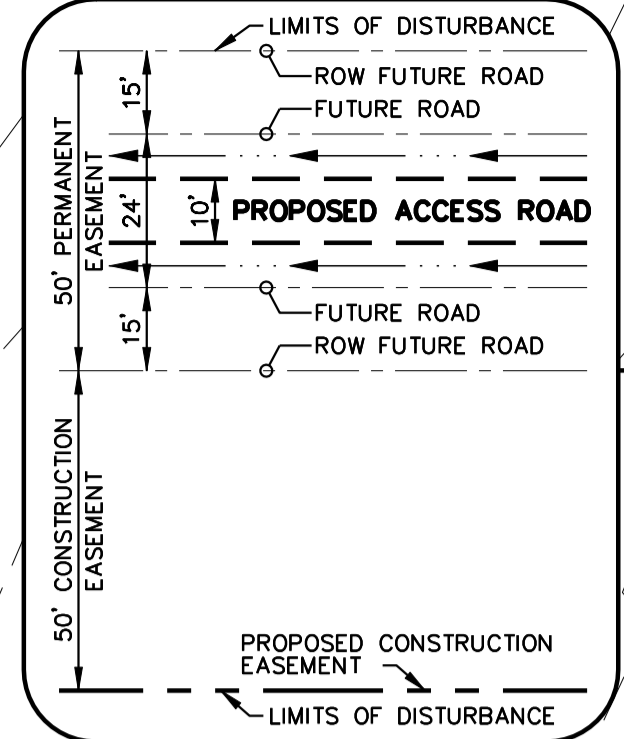 LIMITS OF DISTURBANCE
ROW FUTURE ROAD
15'
FUTURE ROAD
50' PERMANENT
EASEMENT
24'
10'
PROPOSED ACCESS ROAD
FUTURE ROAD
15'
ROW FUTURE ROAD
50' CONSTRUCTION
EASEMENT
PROPOSED CONSTRUCTION
EASEMENT
LIMITS OF DISTURBANCE